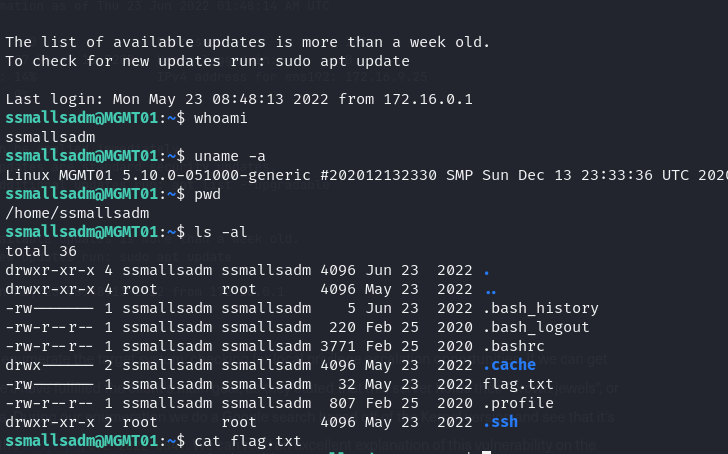 mation as of Thu 23 Jun 2022 01:48:14 AM UTC
The list of available updates is more than a week old.
To check for new updates run: sudo apt update
Last login: Mon May 23 08:48:13 2022 from 172.16.0.1
ssmallsadm@MGMT01:~$ whoami
ssmallsadm
ssmallsadm@MGMT01:~$ uname -a
Linux MGMT01 5.10.0-051000-generic #202012132330 SMP Sun Dec 13 23:33:36 UTC 2020
ssmallsadm@MGMT01:~$ pwd
/home/ssmallsadm
ssmallsadm@MGMT01:~$ ls -al
total 36
drwxr-xr-x 4 ssmallsadm ssmallsadm 4096 Jun 23  2022 .
drwxr-xr-x 4 root       root       4096 May 23  2022 ..
-rw------- 1 ssmallsadm ssmallsadm    5 Jun 23  2022 .bash_history
-rw-r--r-- 1 ssmallsadm ssmallsadm  220 Feb 25  2020 .bash_logout
-rw-r--r-- 1 ssmallsadm ssmallsadm 3771 Feb 25  2020 .bashrc
drwx------ 2 ssmallsadm ssmallsadm 4096 May 23  2022 .cache
-rw------- 1 ssmallsadm ssmallsadm   32 May 23  2022 flag.txt
-rw-r--r-- 1 ssmallsadm ssmallsadm  807 Feb 25  2020 .profile
drwxr-xr-x 2 root       root       4096 May 23  2022 .ssh
ssmallsadm@MGMT01:~$ cat flag.txt